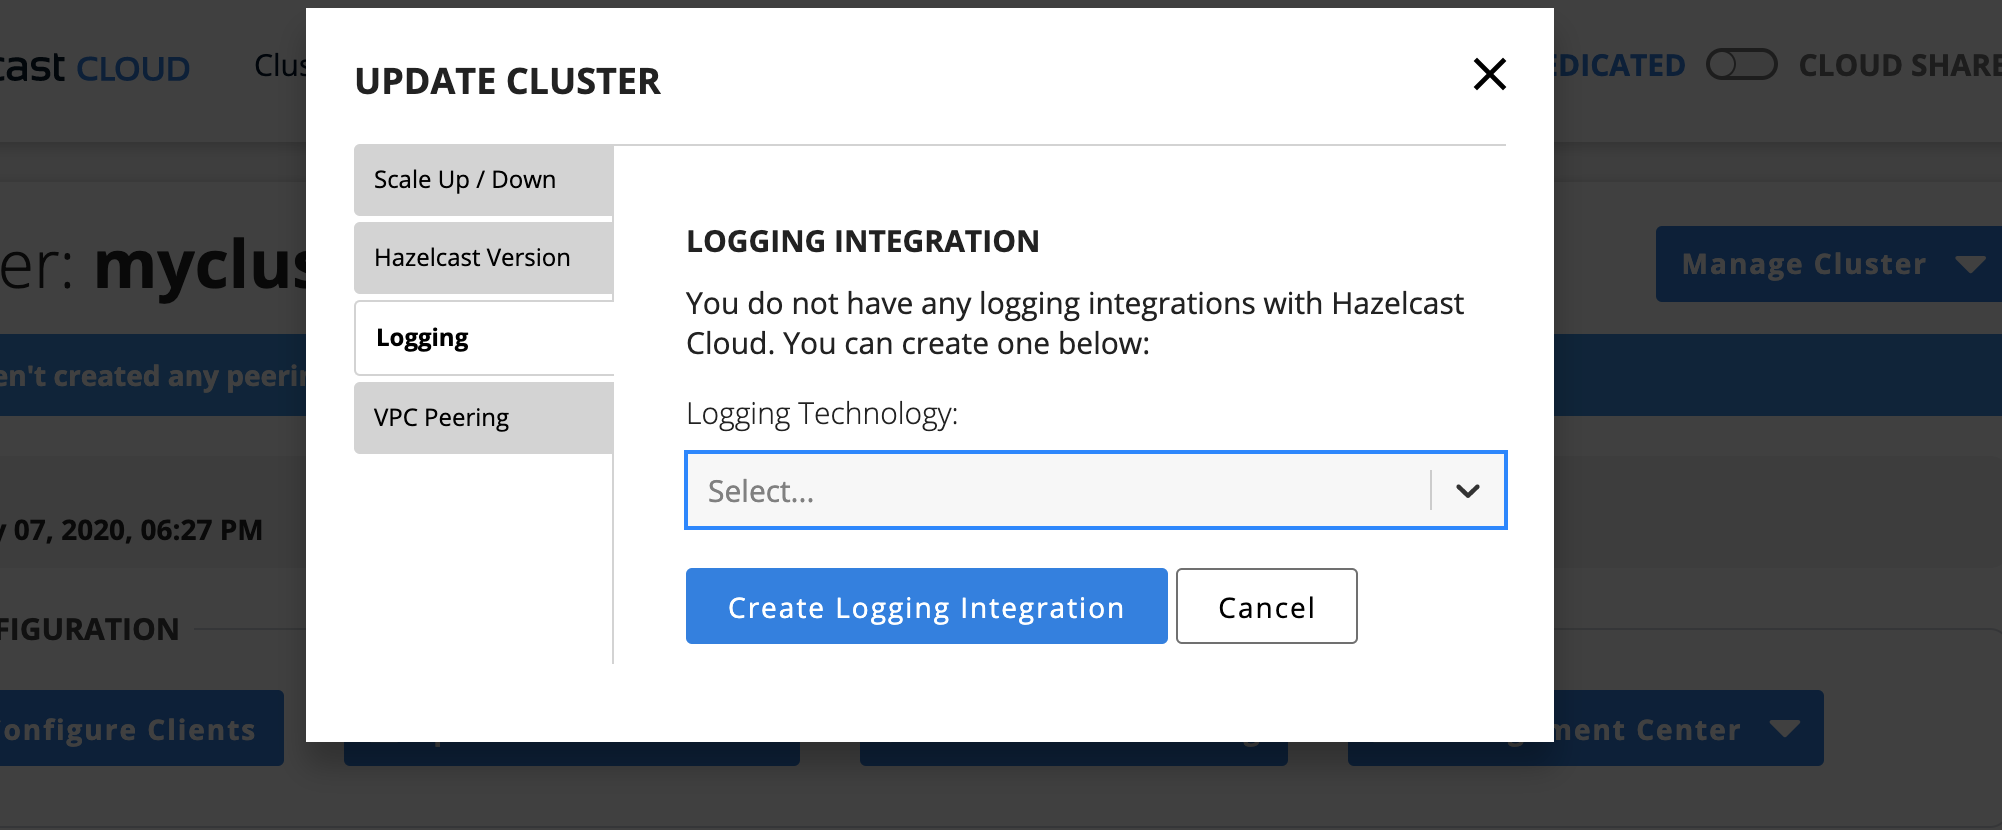 cast CLOUD
Clus
EDICATED
CLOUD SHARE
UPDATE CLUSTER
Scale Up / Down
Hazelcast Version
Logging
VPC Peering
LOGGING INTEGRATION
You do not have any logging integrations with Hazelcast
Cloud. You can create one below:
Logging Technology:
Select...
Create Logging Integration
Cancel
er: myclus
Manage Cluster
en't created any peerin
y 07, 2020, 06:27 PM
FIGURATION
onfigure Clients
ment Center